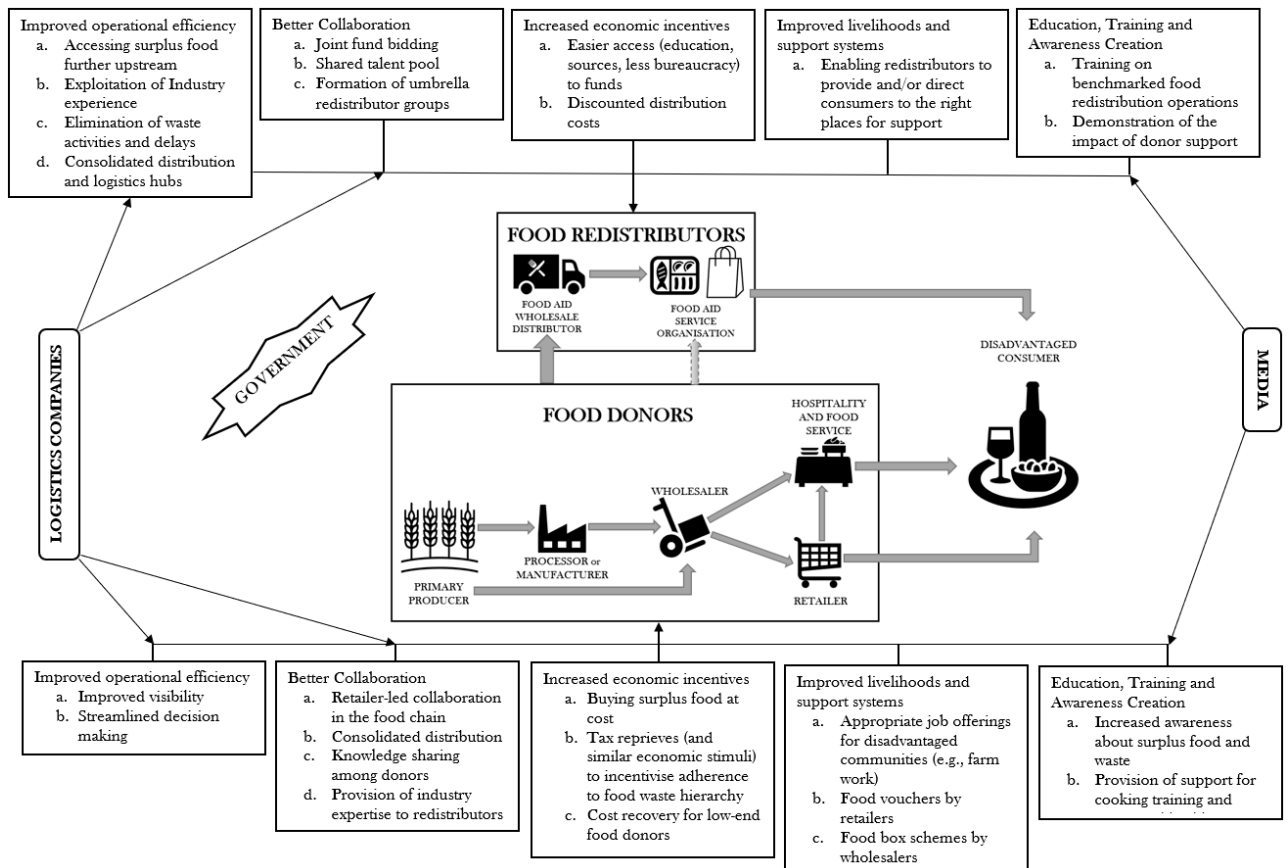 Improved operational efficiency
a. Accessing surplus food
further upstream
b. Exploitation of Industry
experience
c. Elimination of waste
activities and delays
d. Consolidated distribution
and logistics hubs
Better Collaboration
a. Joint fund bidding
b. Shared talent pool
c. Formation of umbrella
redistributor groups
Increased economic incentives
a. Easier access (education,
sources, less bureaucracy) to
funds
b. Discounted distribution
costs
Improved livelihoods and
support systems
a. Enabling redistributors to
provide and/or direct
consumers to the right
places for support
Education, Training and
Awareness Creation
a. Training on
benchmarked food
redistribution operations
b. Demonstration of the
impact of donor support
FOOD REDISTRIBUTORS
FOOD AID
WHOLESALE
DISTRIBUTOR
FOOD AID
SERVICE
ORGANISATION
GOVERNMENT
LOGISTICS COMPANIES
DISADVANTAGED
CONSUMER
MEDIA
FOOD DONORS
HOSPITALITY
AND FOOD
SERVICE
WHOLESALER
PROCESSOR or
MANUFACTURER
PRIMARY
PRODUCER
RETAILER
Improved operational efficiency
a. Improved visibility
b. Streamlined decision
making
Better Collaboration
a. Retailer-led collaboration
in the food chain
b. Consolidated distribution
c. Knowledge sharing
among donors
d. Provision of industry
expertise to redistributors
Increased economic incentives
a. Buying surplus food at
cost
b. Tax reprieves (and
similar economic stimuli)
to incentivise adherence
to food waste hierarchy
c. Cost recovery for low-end
food donors
Improved livelihoods and
support systems
a. Appropriate job offerings
for disadvantaged
communities (e.g., farm
work)
b. Food vouchers by
retailers
c. Food box schemes by
wholesalers
Education, Training and
Awareness Creation
a. Increased awareness
about surplus food and
waste
b. Provision of support for
cooking training and